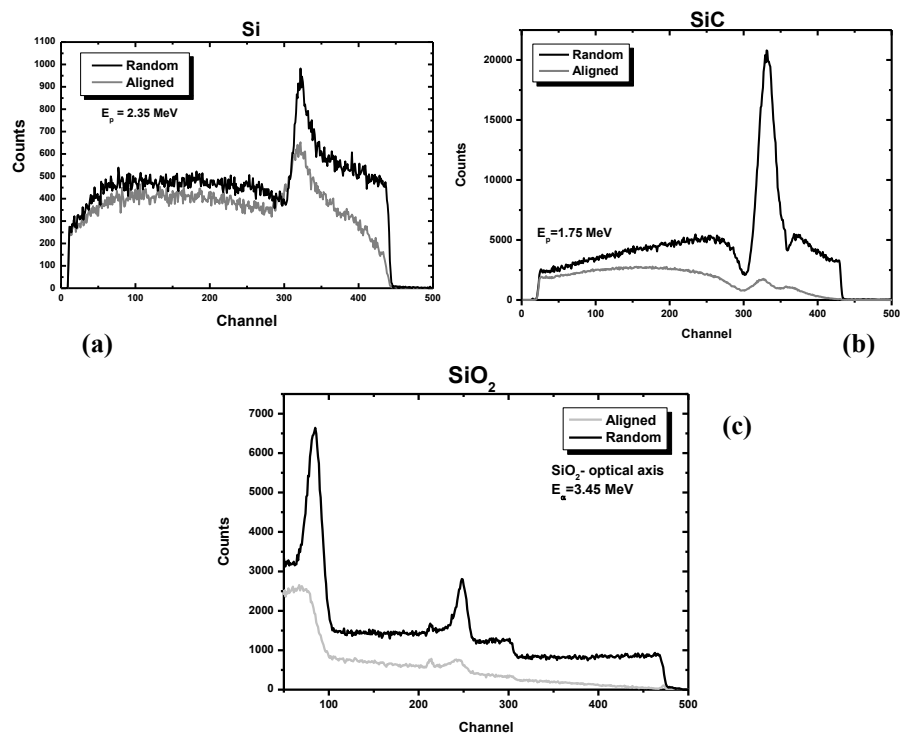 Si
1100
1000
900
800
700
600
500
400
300
200
100
0
Counts
Random
Aligned
E_p = 2.35 MeV
0 100 200 300 400 500
Channel
(a)
SiC
20000
15000
10000
5000
0
Counts
Random
Aligned
E_p=1.75 MeV
0 100 200 300 400 500
Channel
(b)
SiO₂
7000
6000
5000
4000
3000
2000
1000
0
Counts
Aligned
Random
SiO₂- optical axis
E_α=3.45 MeV
100 200 300 400 500
Channel
(c)